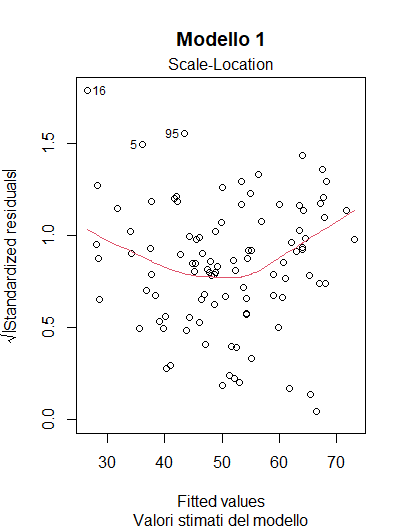 Modello 1
Scale-Location
√|Standardized residuals|
1.5
1.0
0.5
0.0
16
5
95
30 40 50 60 70
Fitted values
Valori stimati del modello